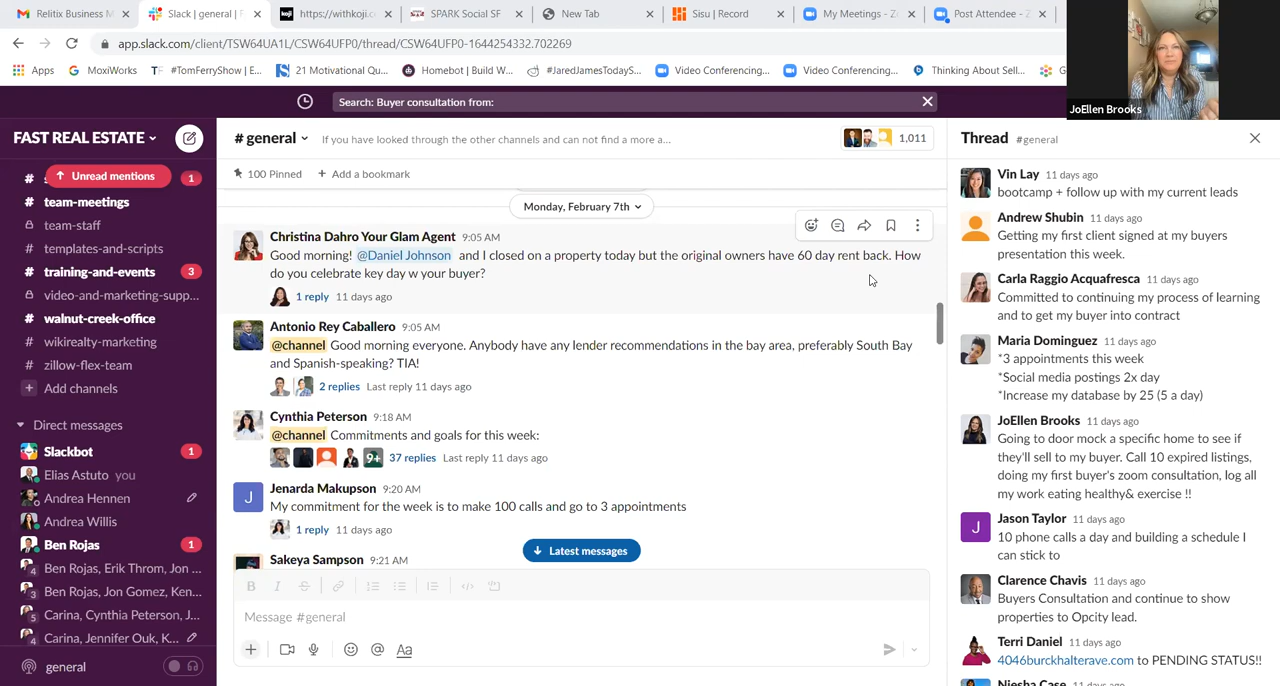 Relitix Business M
Slack | general | F
https://withkoji.c
SPARK Social SF
New Tab
Sisu | Record
My Meetings - Z
Post Attendee - Z
app.slack.com/client/TSW64UA1L/CSW64UFP0/thread/CSW64UFP0-1644254332.702269
Apps
MoxiWorks
#TomFerryShow | E...
21 Motivational Qu...
Homebot | Build W...
#JaredJamesTodayS...
Video Conferencing...
Video Conferencing...
Thinking About Sell...
JoEllen Brooks
Search: Buyer consultation from:
FAST REAL ESTATE
Unread mentions
1
# team-meetings
team-staff
# templates-and-scripts
# training-and-events 3
video-and-marketing-supp...
# walnut-creek-office
# wikirealty-marketing
# zillow-flex-team
+ Add channels
Direct messages
Slackbot 1
Elias Astuto you
Andrea Hennen
Andrea Willis
Ben Rojas 1
4 Ben Rojas, Erik Throm, Jon ...
3 Ben Rojas, Jon Gomez, Ken...
5 Carina, Cynthia Peterson, J...
4 Carina, Jennifer Ouk, K...
general
# general
If you have looked through the other channels and can not find a more a...
1,011
100 Pinned
+ Add a bookmark
Monday, February 7th
Christina Dahro Your Glam Agent 9:05 AM
Good morning! @Daniel Johnson and I closed on a property today but the original owners have 60 day rent back. How
do you celebrate key day w your buyer?
1 reply 11 days ago
Antonio Rey Caballero 9:05 AM
@channel Good morning everyone. Anybody have any lender recommendations in the bay area, preferably South Bay
and Spanish-speaking? TIA!
2 replies Last reply 11 days ago
Cynthia Peterson 9:18 AM
@channel Commitments and goals for this week:
9+ 37 replies Last reply 11 days ago
J
Jenarda Makupson 9:20 AM
My commitment for the week is to make 100 calls and go to 3 appointments
1 reply 11 days ago
Sakeya Sampson 9:21 AM
Latest messages
Message #general
Thread #general
Vin Lay 11 days ago
bootcamp + follow up with my current leads
Andrew Shubin 11 days ago
Getting my first client signed at my buyers
presentation this week.
Carla Raggio Acquafresca 11 days ago
Committed to continuing my process of learning
and to get my buyer into contract
Maria Dominguez 11 days ago
*3 appointments this week
*Social media postings 2x day
*Increase my database by 25 (5 a day)
JoEllen Brooks 11 days ago
Going to door mock a specific home to see if
they'll sell to my buyer. Call 10 expired listings,
doing my first buyer's zoom consultation, log all
my work eating healthy& exercise !!
J
Jason Taylor 11 days ago
10 phone calls a day and building a schedule I
can stick to
Clarence Chavis 11 days ago
Buyers Consultation and continue to show
properties to Opcity lead.
Terri Daniel 11 days ago
4046burckhalterave.com to PENDING STATUS!!
Niesha Case 11 days ago